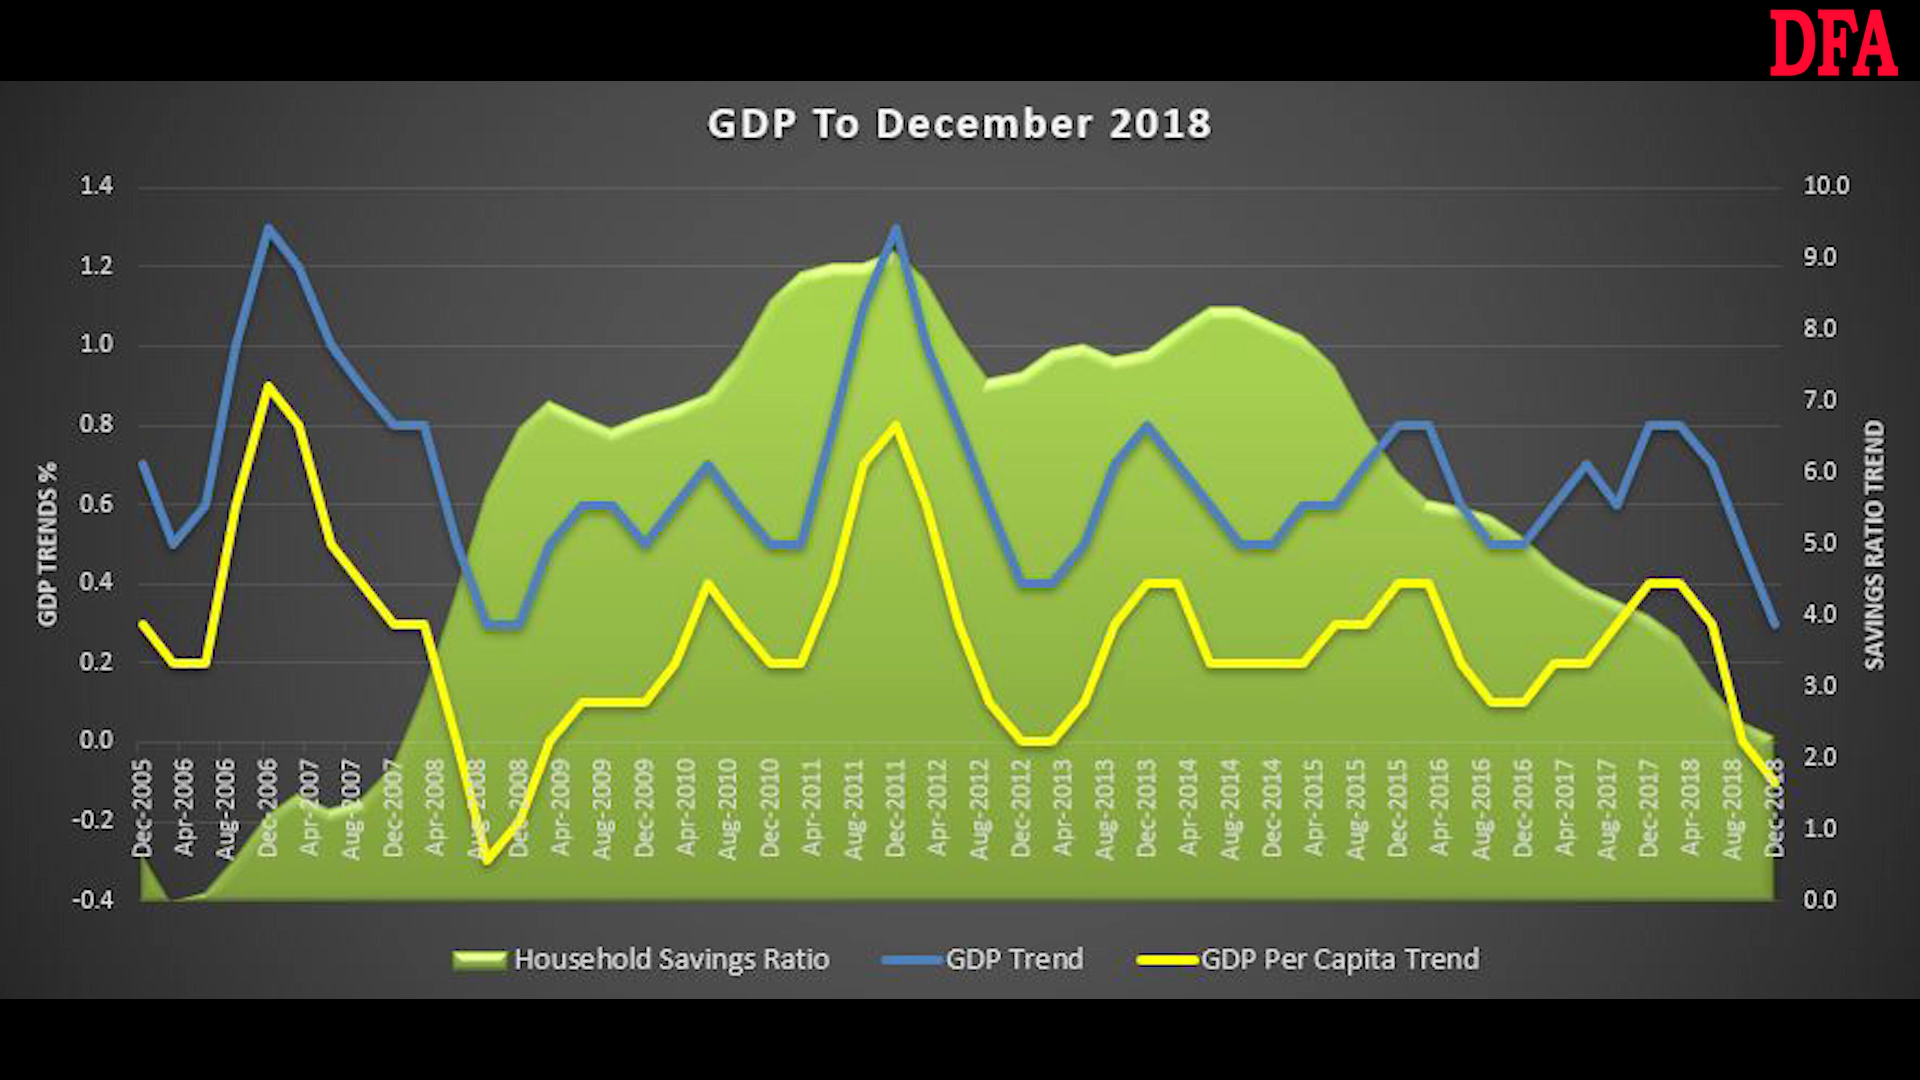 DFA
GDP To December 2018
1.4
1.2
1.0
0.8
0.6
0.4
0.2
0.0
-0.2
-0.4
GDP TRENDS %
10.0
9.0
8.0
7.0
6.0
5.0
4.0
3.0
2.0
1.0
0.0
SAVINGS RATIO TREND
Dec-2005
Apr-2006
Aug-2006
Dec-2006
Apr-2007
Aug-2007
Dec-2007
Apr-2008
Aug-2008
Dec-2008
Apr-2009
Aug-2009
Dec-2009
Apr-2010
Aug-2010
Dec-2010
Apr-2011
Aug-2011
Dec-2011
Apr-2012
Aug-2012
Dec-2012
Apr-2013
Aug-2013
Dec-2013
Apr-2014
Aug-2014
Dec-2014
Apr-2015
Aug-2015
Dec-2015
Apr-2016
Aug-2016
Dec-2016
Apr-2017
Aug-2017
Dec-2017
Apr-2018
Aug-2018
Dec-2018
Household Savings Ratio GDP Trend GDP Per Capita Trend